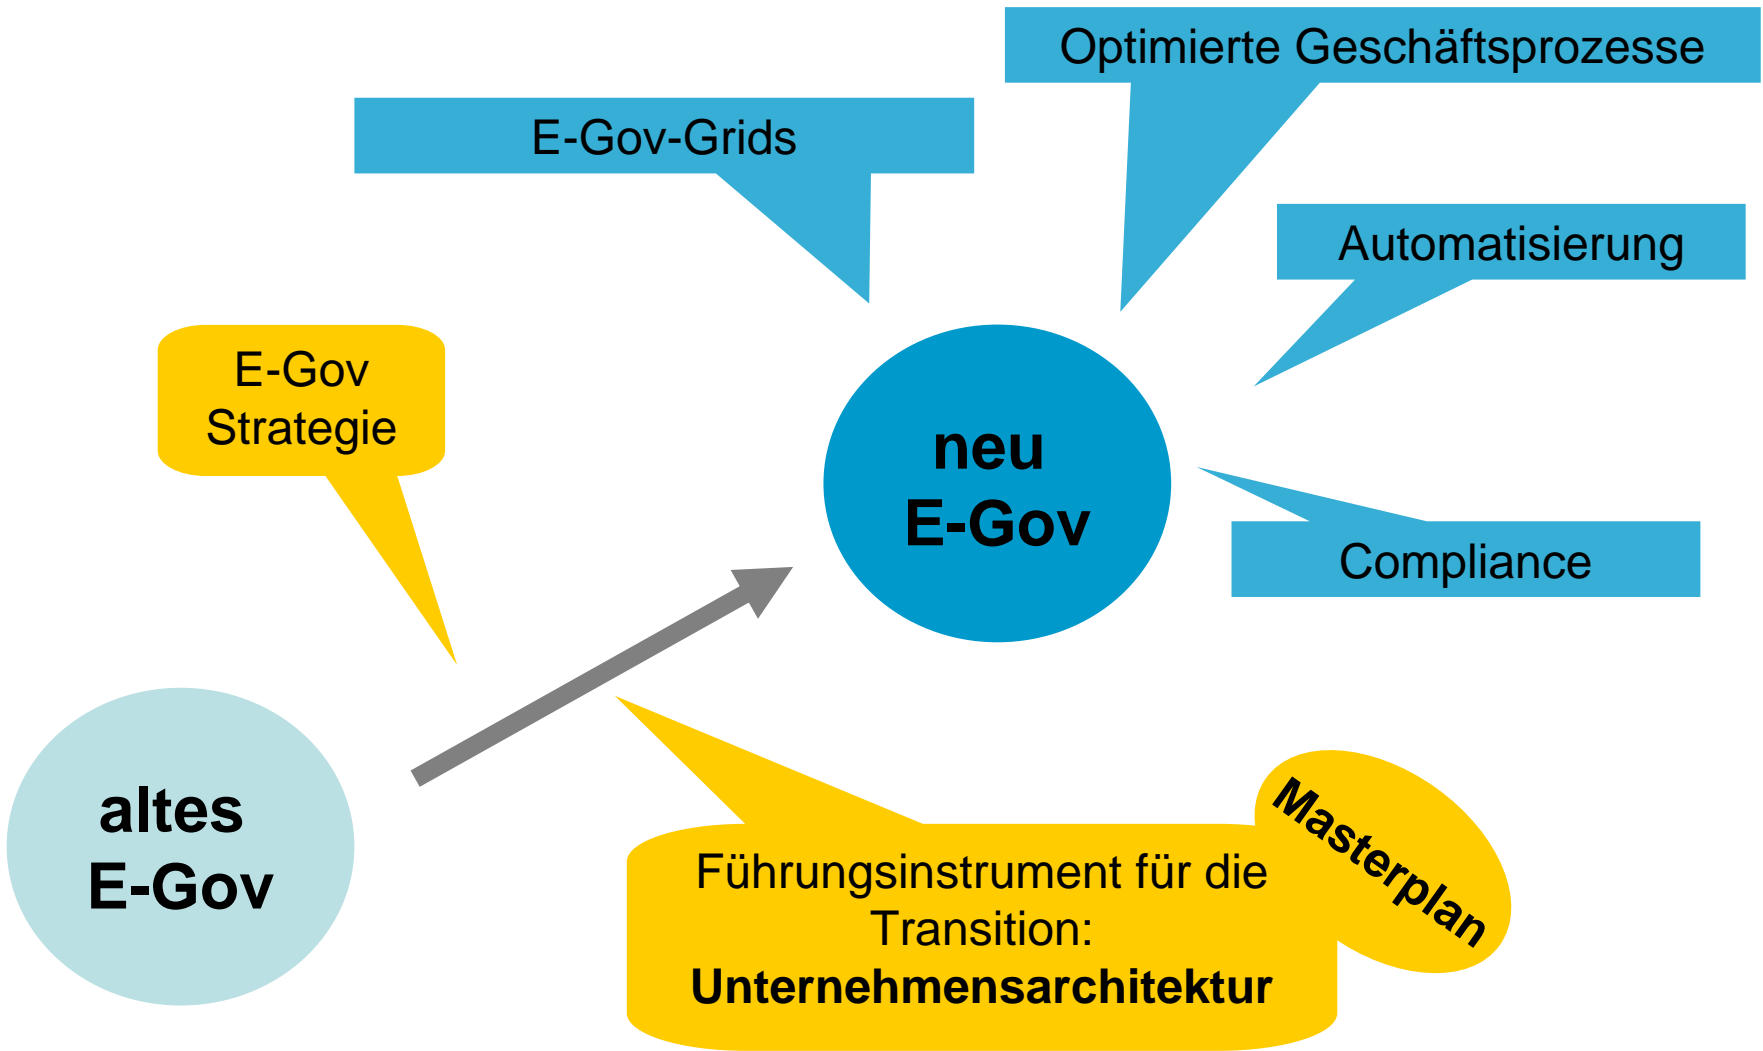 Optimierte Geschäftsprozesse
E-Gov-Grids
Automatisierung
E-Gov
Strategie
neu
E-Gov
Compliance
altes
E-Gov
Führungsinstrument für die
Transition:
Unternehmensarchitektur
Masterplan